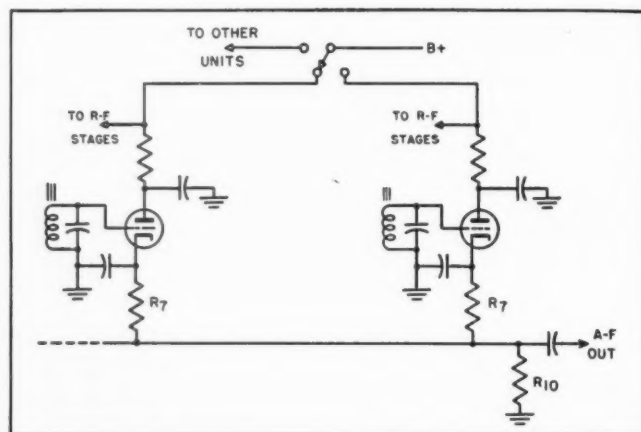 TO OTHER
UNITS
B+
TO R-F
STAGES
TO R-F
STAGES
R7
R7
A-F
OUT
R10